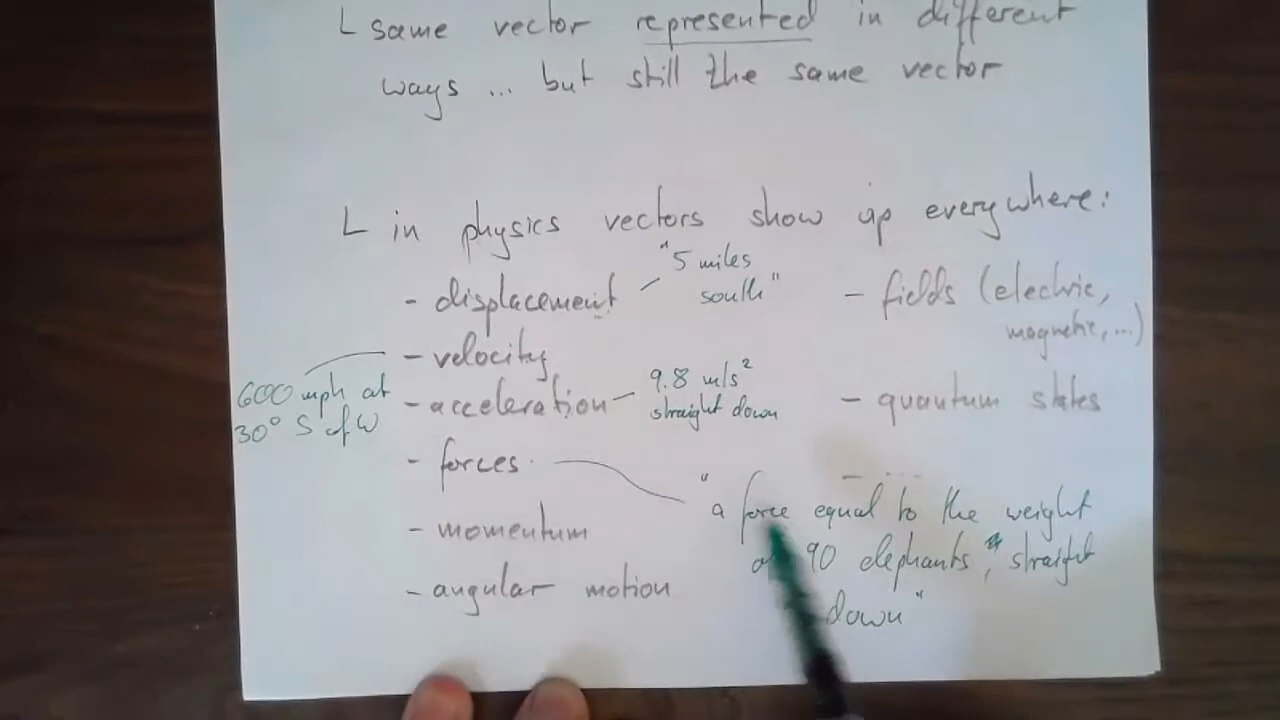 L same vector represented in different
ways ... but still the same vector
L in physics vectors show up everywhere:
- displacement
"5 miles
south"
- velocity
600 mph at
30° S of W
- acceleration
9.8 m/s²
straight down
- forces
"a force equal to the weight
90 elephants, straight
down"
- momentum
- angular motion
- fields (electric,
magnetic, ...)
- quantum states
- ...